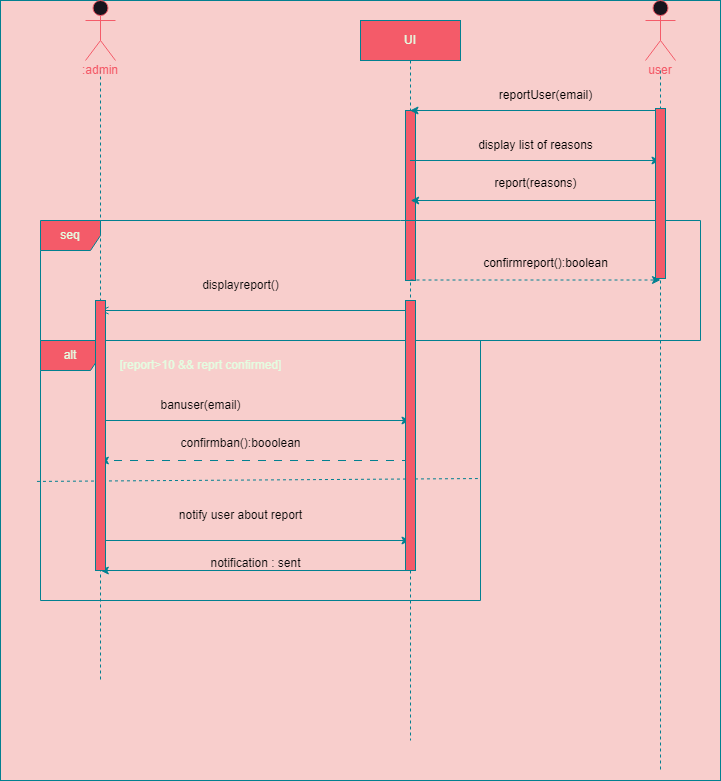 :admin
UI
user
reportUser(email)
display list of reasons
report(reasons)
seq
confirmreport():boolean
displayreport()
alt
[report>10 && reprt confirmed]
banuser(email)
confirmban():booolean
notify user about report
notification : sent